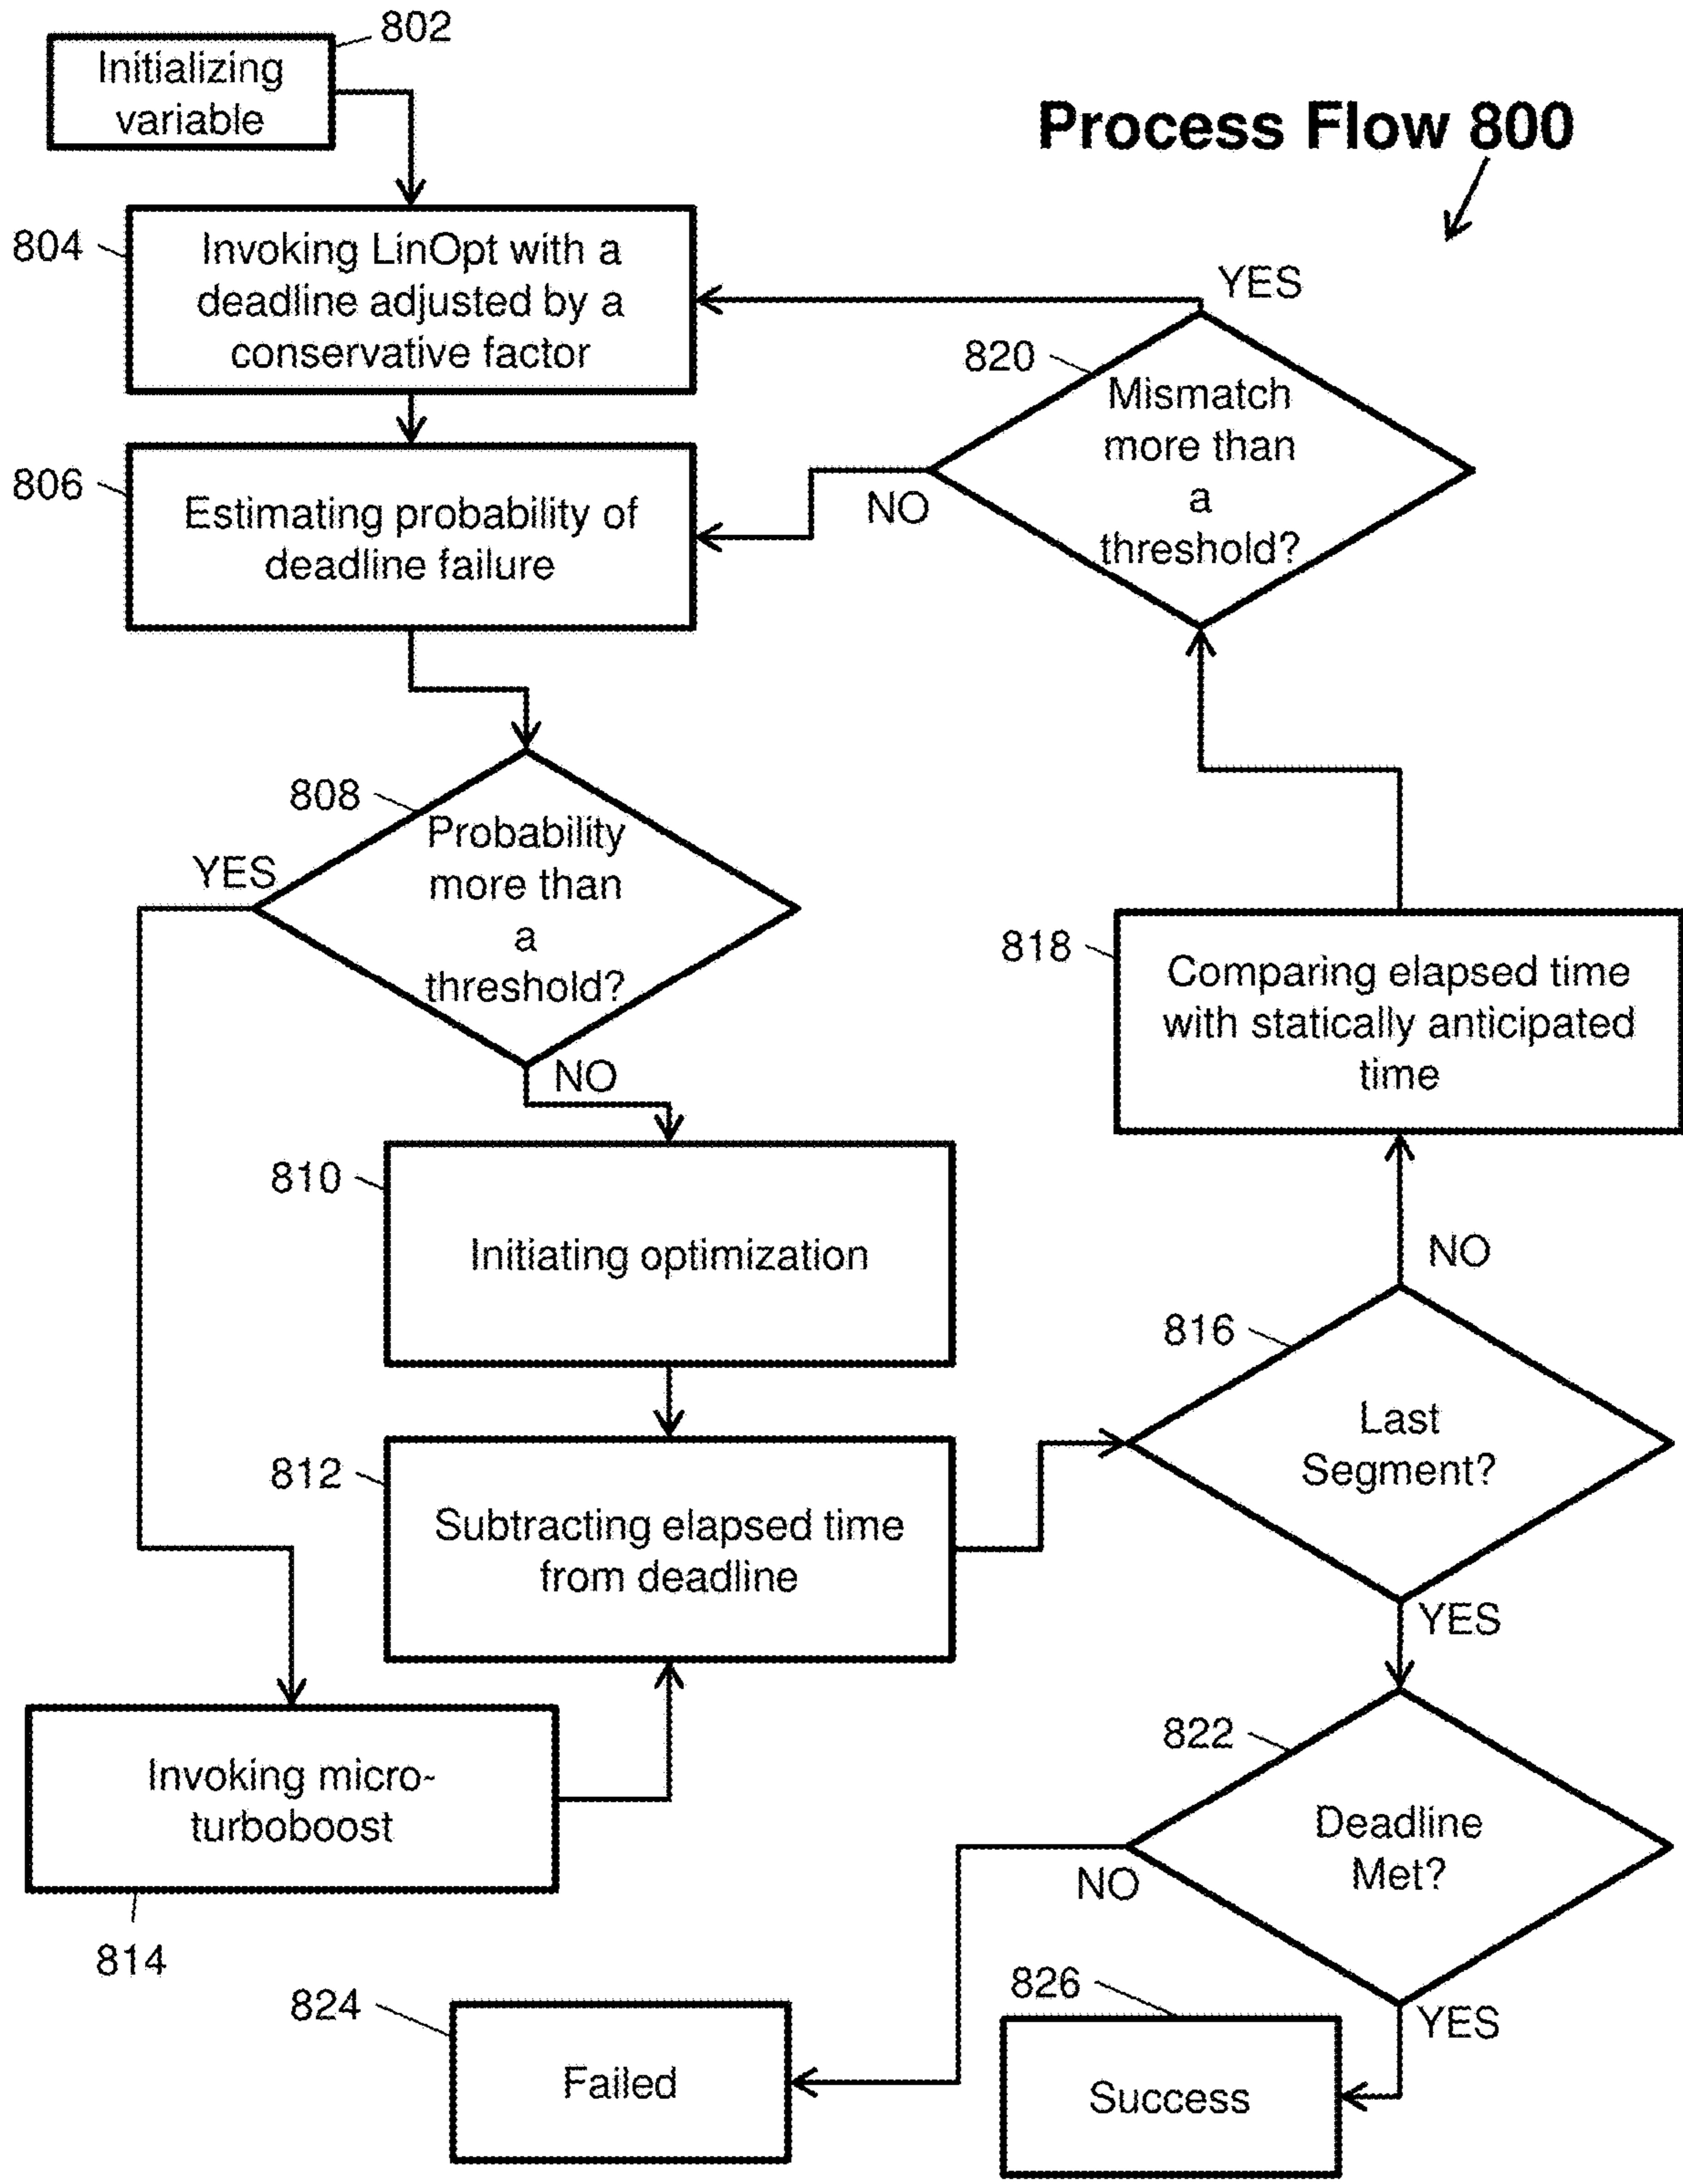 802
Initializing
variable
Process Flow 800
804
Invoking LinOpt with a
deadline adjusted by a
conservative factor
YES
820
Mismatch
more than
a
threshold?
NO
806
Estimating probability of
deadline failure
808
Probability
more than
a
threshold?
YES
NO
818
Comparing elapsed time
with statically anticipated
time
810
Initiating optimization
NO
816
Last
Segment?
YES
812
Subtracting elapsed time
from deadline
Invoking micro-
turboboost
814
822
Deadline
Met?
NO
YES
824
Failed
826
Success